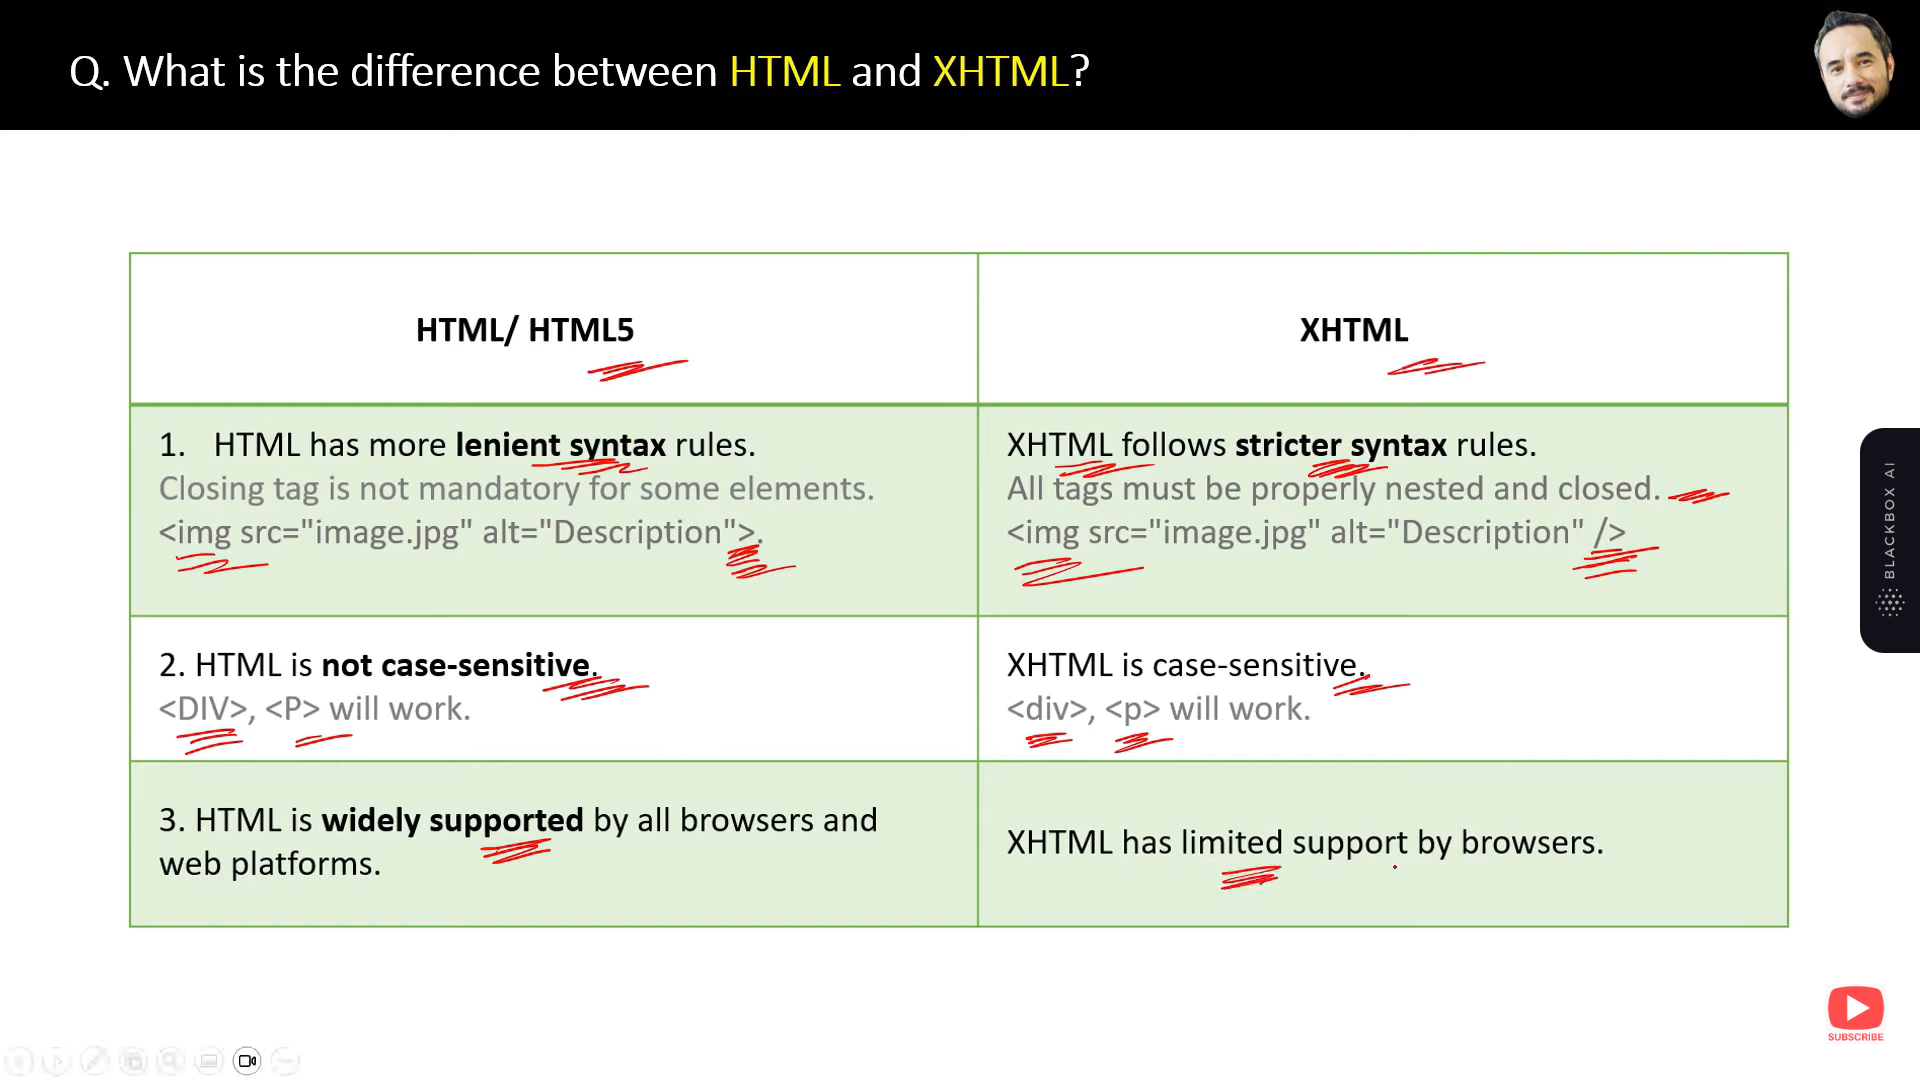 Q. What is the difference between HTML and XHTML?
HTML/ HTML5
XHTML
1. HTML has more lenient syntax rules.
Closing tag is not mandatory for some elements.
<img src="image.jpg" alt="Description">.
XHTML follows stricter syntax rules.
All tags must be properly nested and closed.
<img src="image.jpg" alt="Description" />
2. HTML is not case-sensitive.
<DIV>, <P> will work.
XHTML is case-sensitive.
<div>, <p> will work.
3. HTML is widely supported by all browsers and
web platforms.
XHTML has limited support by browsers.
BLACKBOX AI
SUBSCRIBE